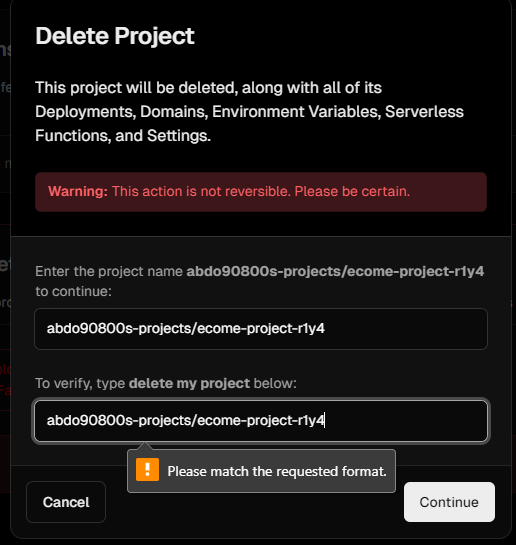 Delete Project
This project will be deleted, along with all of its
Deployments, Domains, Environment Variables, Serverless
Functions, and Settings.
Warning: This action is not reversible. Please be certain.
Enter the project name abdo90800s-projects/ecome-project-r1y4
to continue:
abdo90800s-projects/ecome-project-r1y4
To verify, type delete my project below:
abdo90800s-projects/ecome-project-r1y4
Please match the requested format.
Cancel
Continue